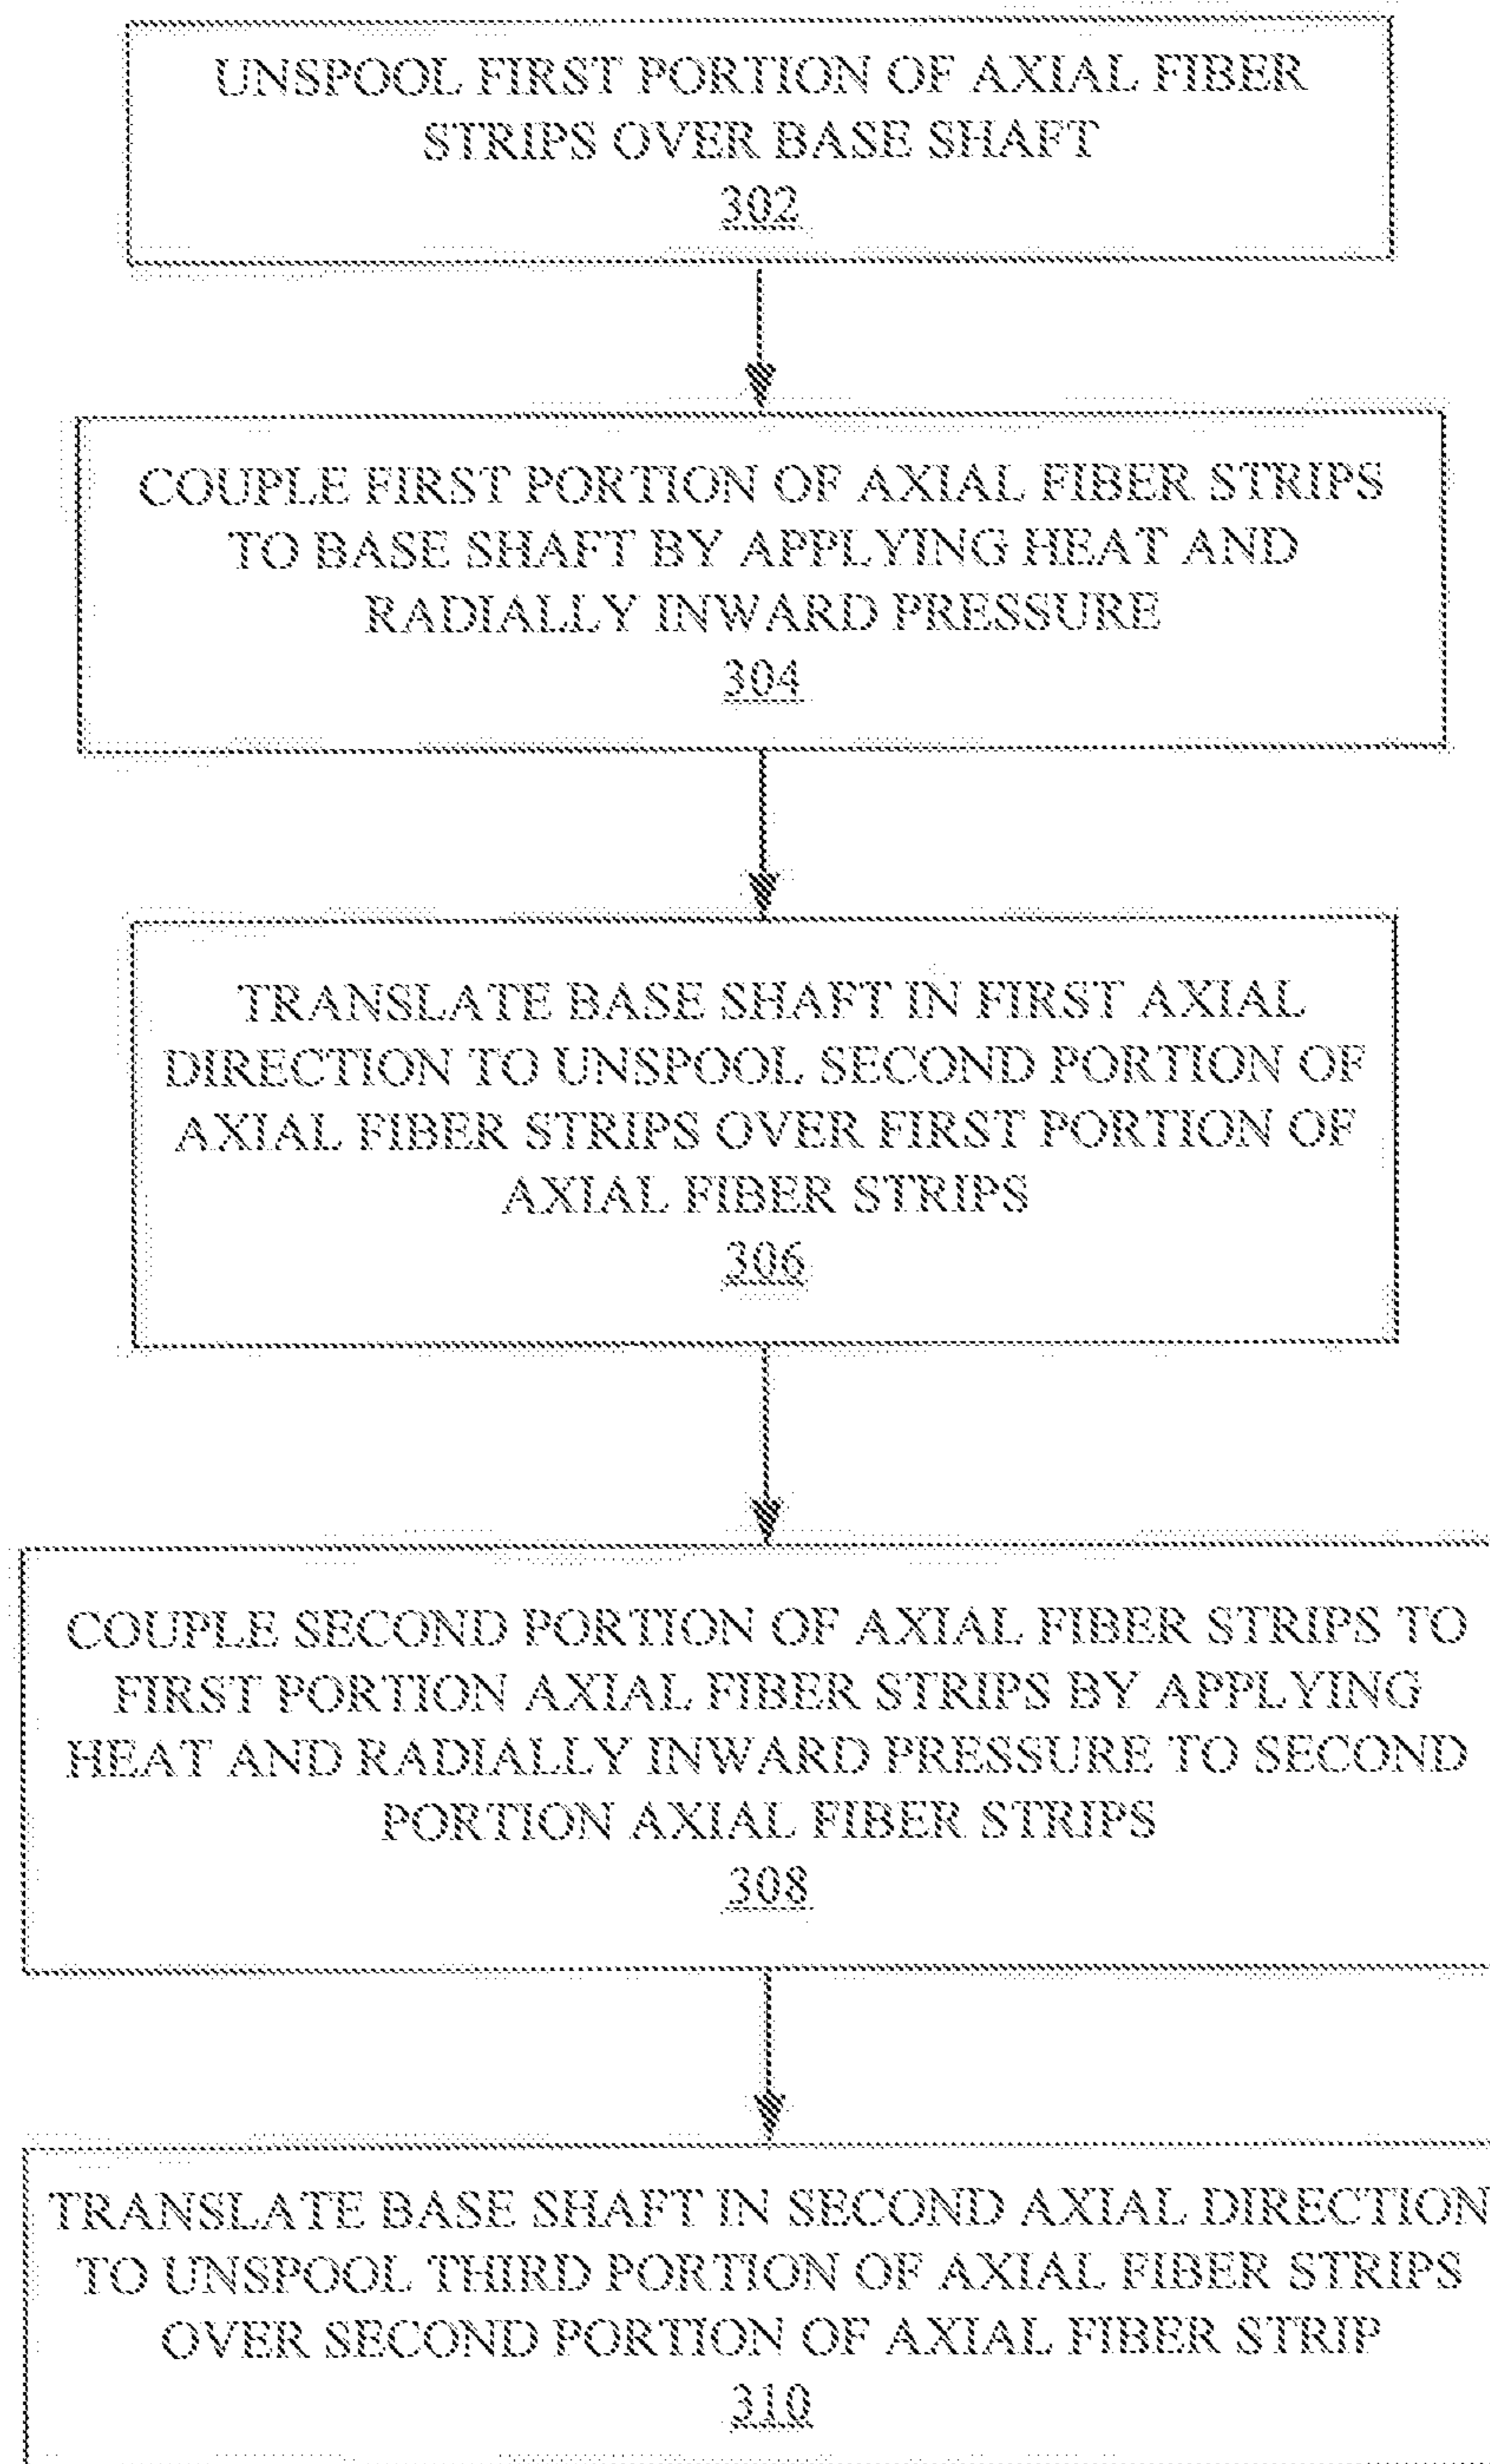 UNSPOOL FIRST PORTION OF AXIAL FIBER
STRIPS OVER BASE SHAFT
302
COUPLE FIRST PORTION OF AXIAL FIBER STRIPS
TO BASE SHAFT BY APPLYING HEAT AND
RADIALLY INWARD PRESSURE
304
TRANSLATE BASE SHAFT IN FIRST AXIAL
DIRECTION TO UNSPOOL SECOND PORTION OF
AXIAL FIBER STRIPS OVER FIRST PORTION OF
AXIAL FIBER STRIPS
306
COUPLE SECOND PORTION OF AXIAL FIBER STRIPS TO
FIRST PORTION AXIAL FIBER STRIPS BY APPLYING
HEAT AND RADIALLY INWARD PRESSURE TO SECOND
PORTION AXIAL FIBER STRIPS
308
TRANSLATE BASE SHAFT IN SECOND AXIAL DIRECTION
TO UNSPOOL THIRD PORTION OF AXIAL FIBER STRIPS
OVER SECOND PORTION OF AXIAL FIBER STRIP
310